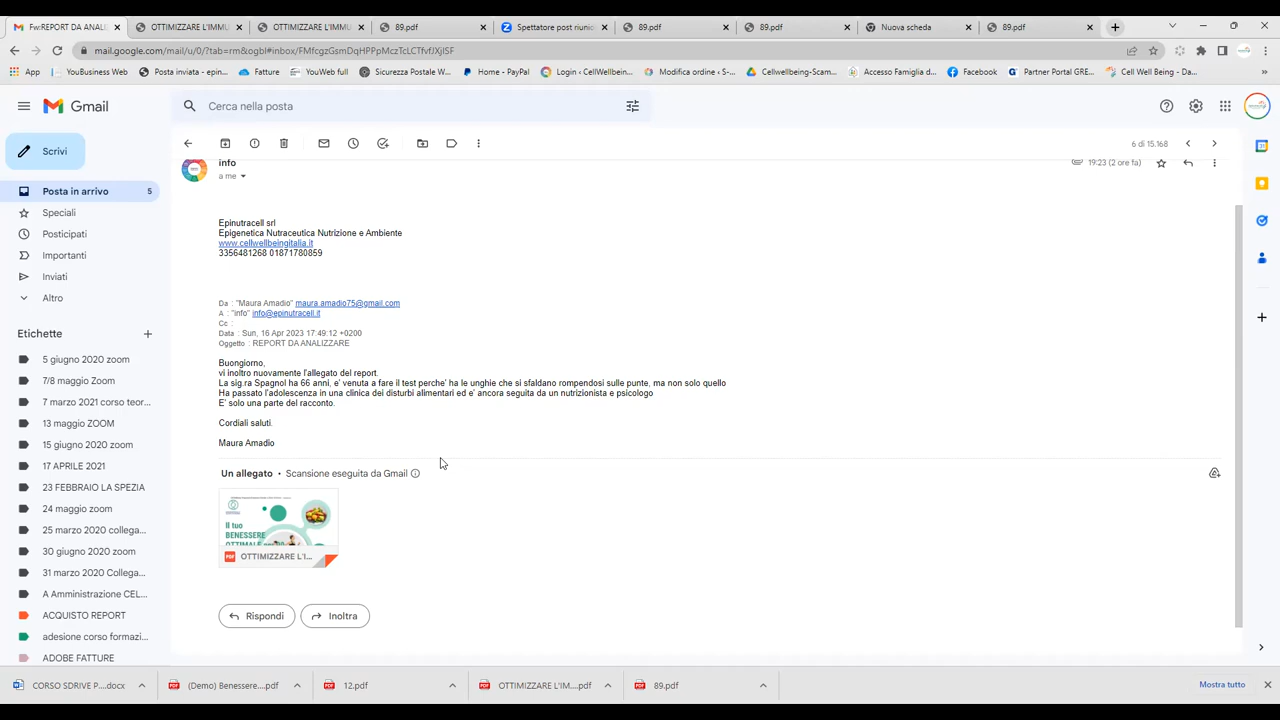 Fw:REPORT DA ANALI
OTTIMIZZARE L'IMMU
OTTIMIZZARE L'IMMU
89.pdf
Spettatore post riunio
89.pdf
89.pdf
Nuova scheda
89.pdf
mail.google.com/mail/u/0/?tab=rm&ogbl#inbox/FMfcgzGsmDqHPPpMczTcLCTfvfJXjlSF
App
YouBusiness Web
Posta inviata - epin...
Fatture
YouWeb full
Sicurezza Postale W...
Home - PayPal
Login ‹ CellWellbein...
Modifica ordine ‹ S...
Cellwellbeing-Scam...
Accesso Famiglia d...
Facebook
Partner Portal GRE...
Cell Well Being - Da...
Gmail
Cerca nella posta
Scrivi
6 di 15.168
Posta in arrivo 5
Speciali
Posticipati
Importanti
Inviati
Altro
Etichette
5 giugno 2020 zoom
7/8 maggio Zoom
7 marzo 2021 corso teor...
13 maggio ZOOM
15 giugno 2020 zoom
17 APRILE 2021
23 FEBBRAIO LA SPEZIA
24 maggio zoom
25 marzo 2020 collega...
30 giugno 2020 zoom
31 marzo 2020 Collega...
A Amministrazione CEL...
ACQUISTO REPORT
adesione corso formazi...
ADOBE FATTURE
info
19:23 (2 ore fa)
a me
Epinutracell srl
Epigenetica Nutraceutica Nutrizione e Ambiente
www.cellwellbeingitalia.it
3356481268 01871780859
Da : "Maura Amadio" maura.amadio75@gmail.com
A : "info" info@epinutracell.it
Cc :
Data : Sun, 16 Apr 2023 17:49:12 +0200
Oggetto : REPORT DA ANALIZZARE
Buongiorno,
vi inoltro nuovamente l'allegato del report.
La sig.ra Spagnol ha 66 anni, e' venuta a fare il test perche' ha le unghie che si sfaldano rompendosi sulle punte, ma non solo quello
Ha passato l'adolescenza in una clinica dei disturbi alimentari ed e' ancora seguita da un nutrizionista e psicologo
E' solo una parte del racconto.
Cordiali saluti.
Maura Amadio
Un allegato • Scansione eseguita da Gmail
Il tuo
BENESSERE
PDF OTTIMIZZARE L'I...
Rispondi
Inoltra
CORSO SDRIVE P....docx
(Demo) Benesser....pdf
12.pdf
OTTIMIZZARE L'IM....pdf
89.pdf
Mostra tutto